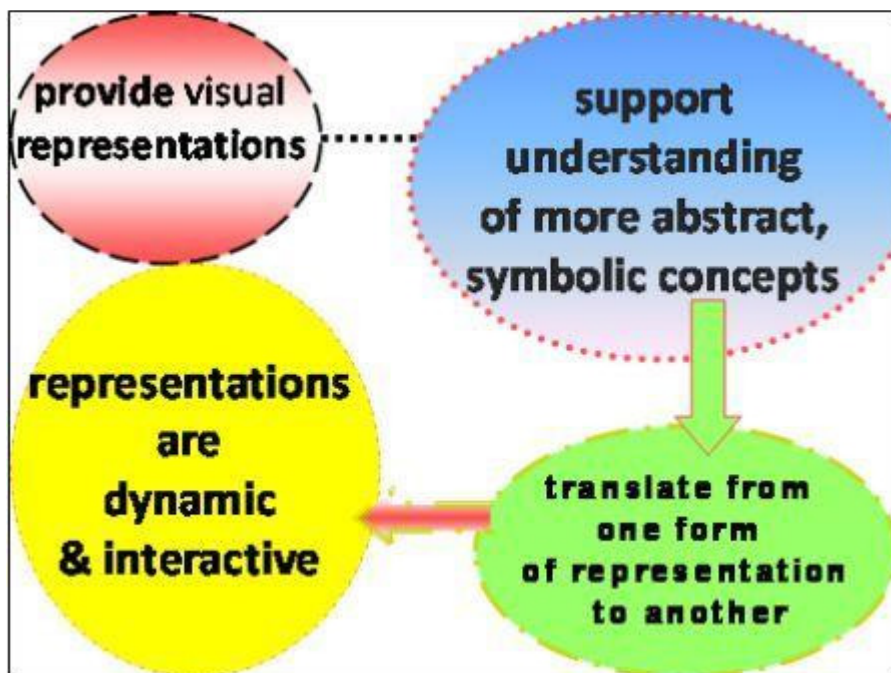 provide visual
representations
support
understanding
of more abstract,
symbolic concepts
translate from
one form
of representation
to another
representations
are
dynamic
& interactive